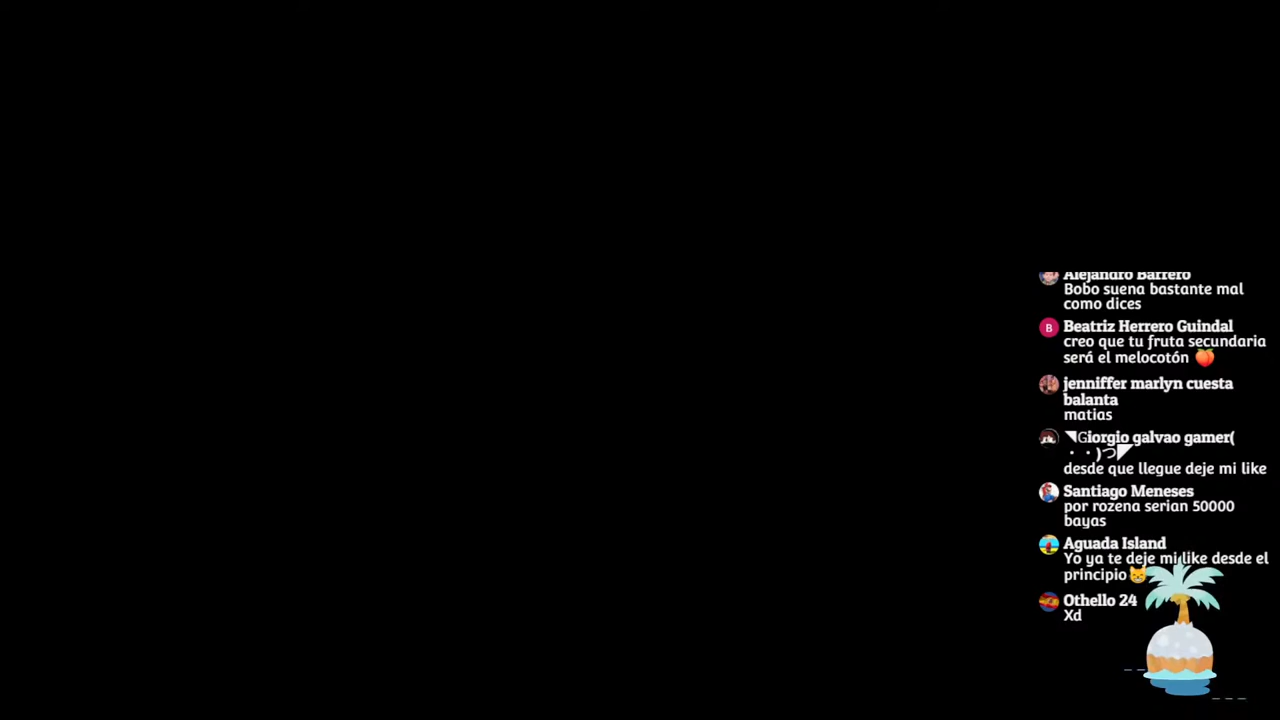 Alejandro Barrero
Bobo suena bastante mal
como dices
B
Beatriz Herrero Guindal
creo que tu fruta secundaria
será el melocotón 🍑
jenniffer marlyn cuesta
balanta
matias
◥Giorgio galvao gamer(
・・)つ◤
desde que llegue deje mi like
Santiago Meneses
por rozena serian 50000
bayas
Aguada Island
Yo ya te deje mi like desde el
principio😸
Othello 24
Xd